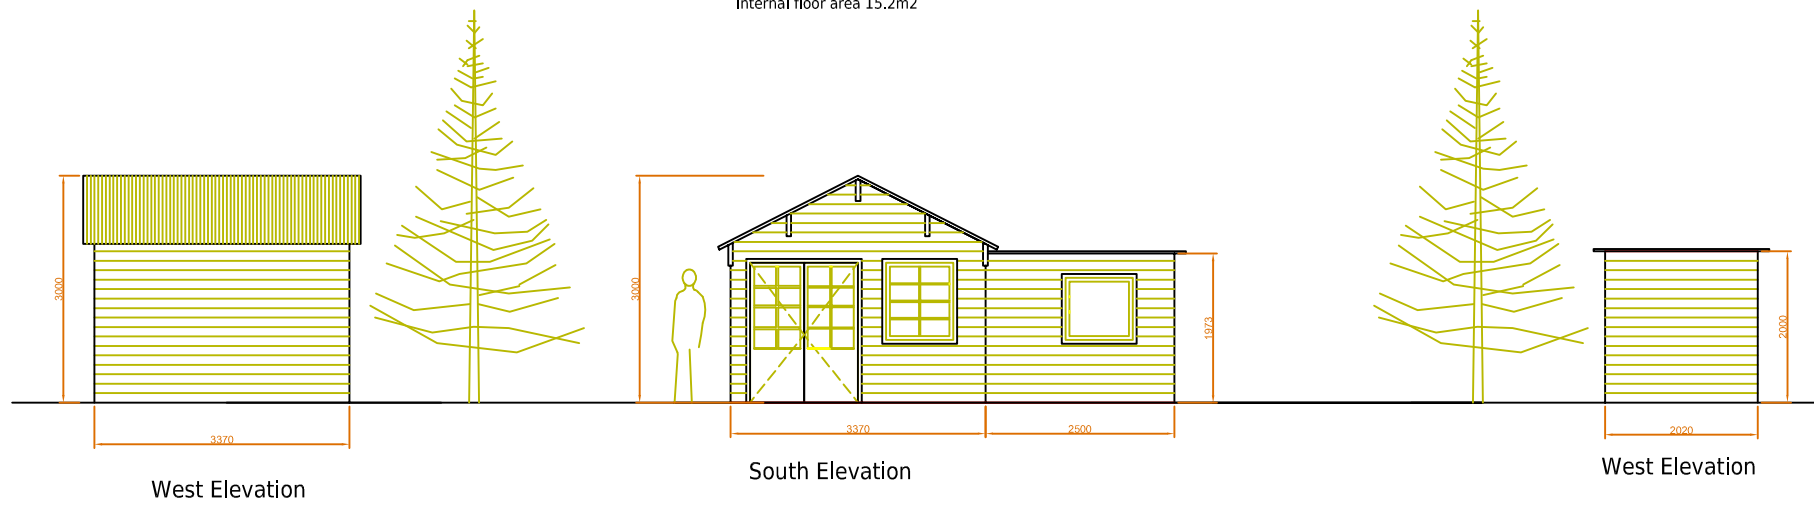 Internal floor area 15.2m2
3000
3370
West Elevation
3000
3370
2500
1973
South Elevation
2000
2020
West Elevation